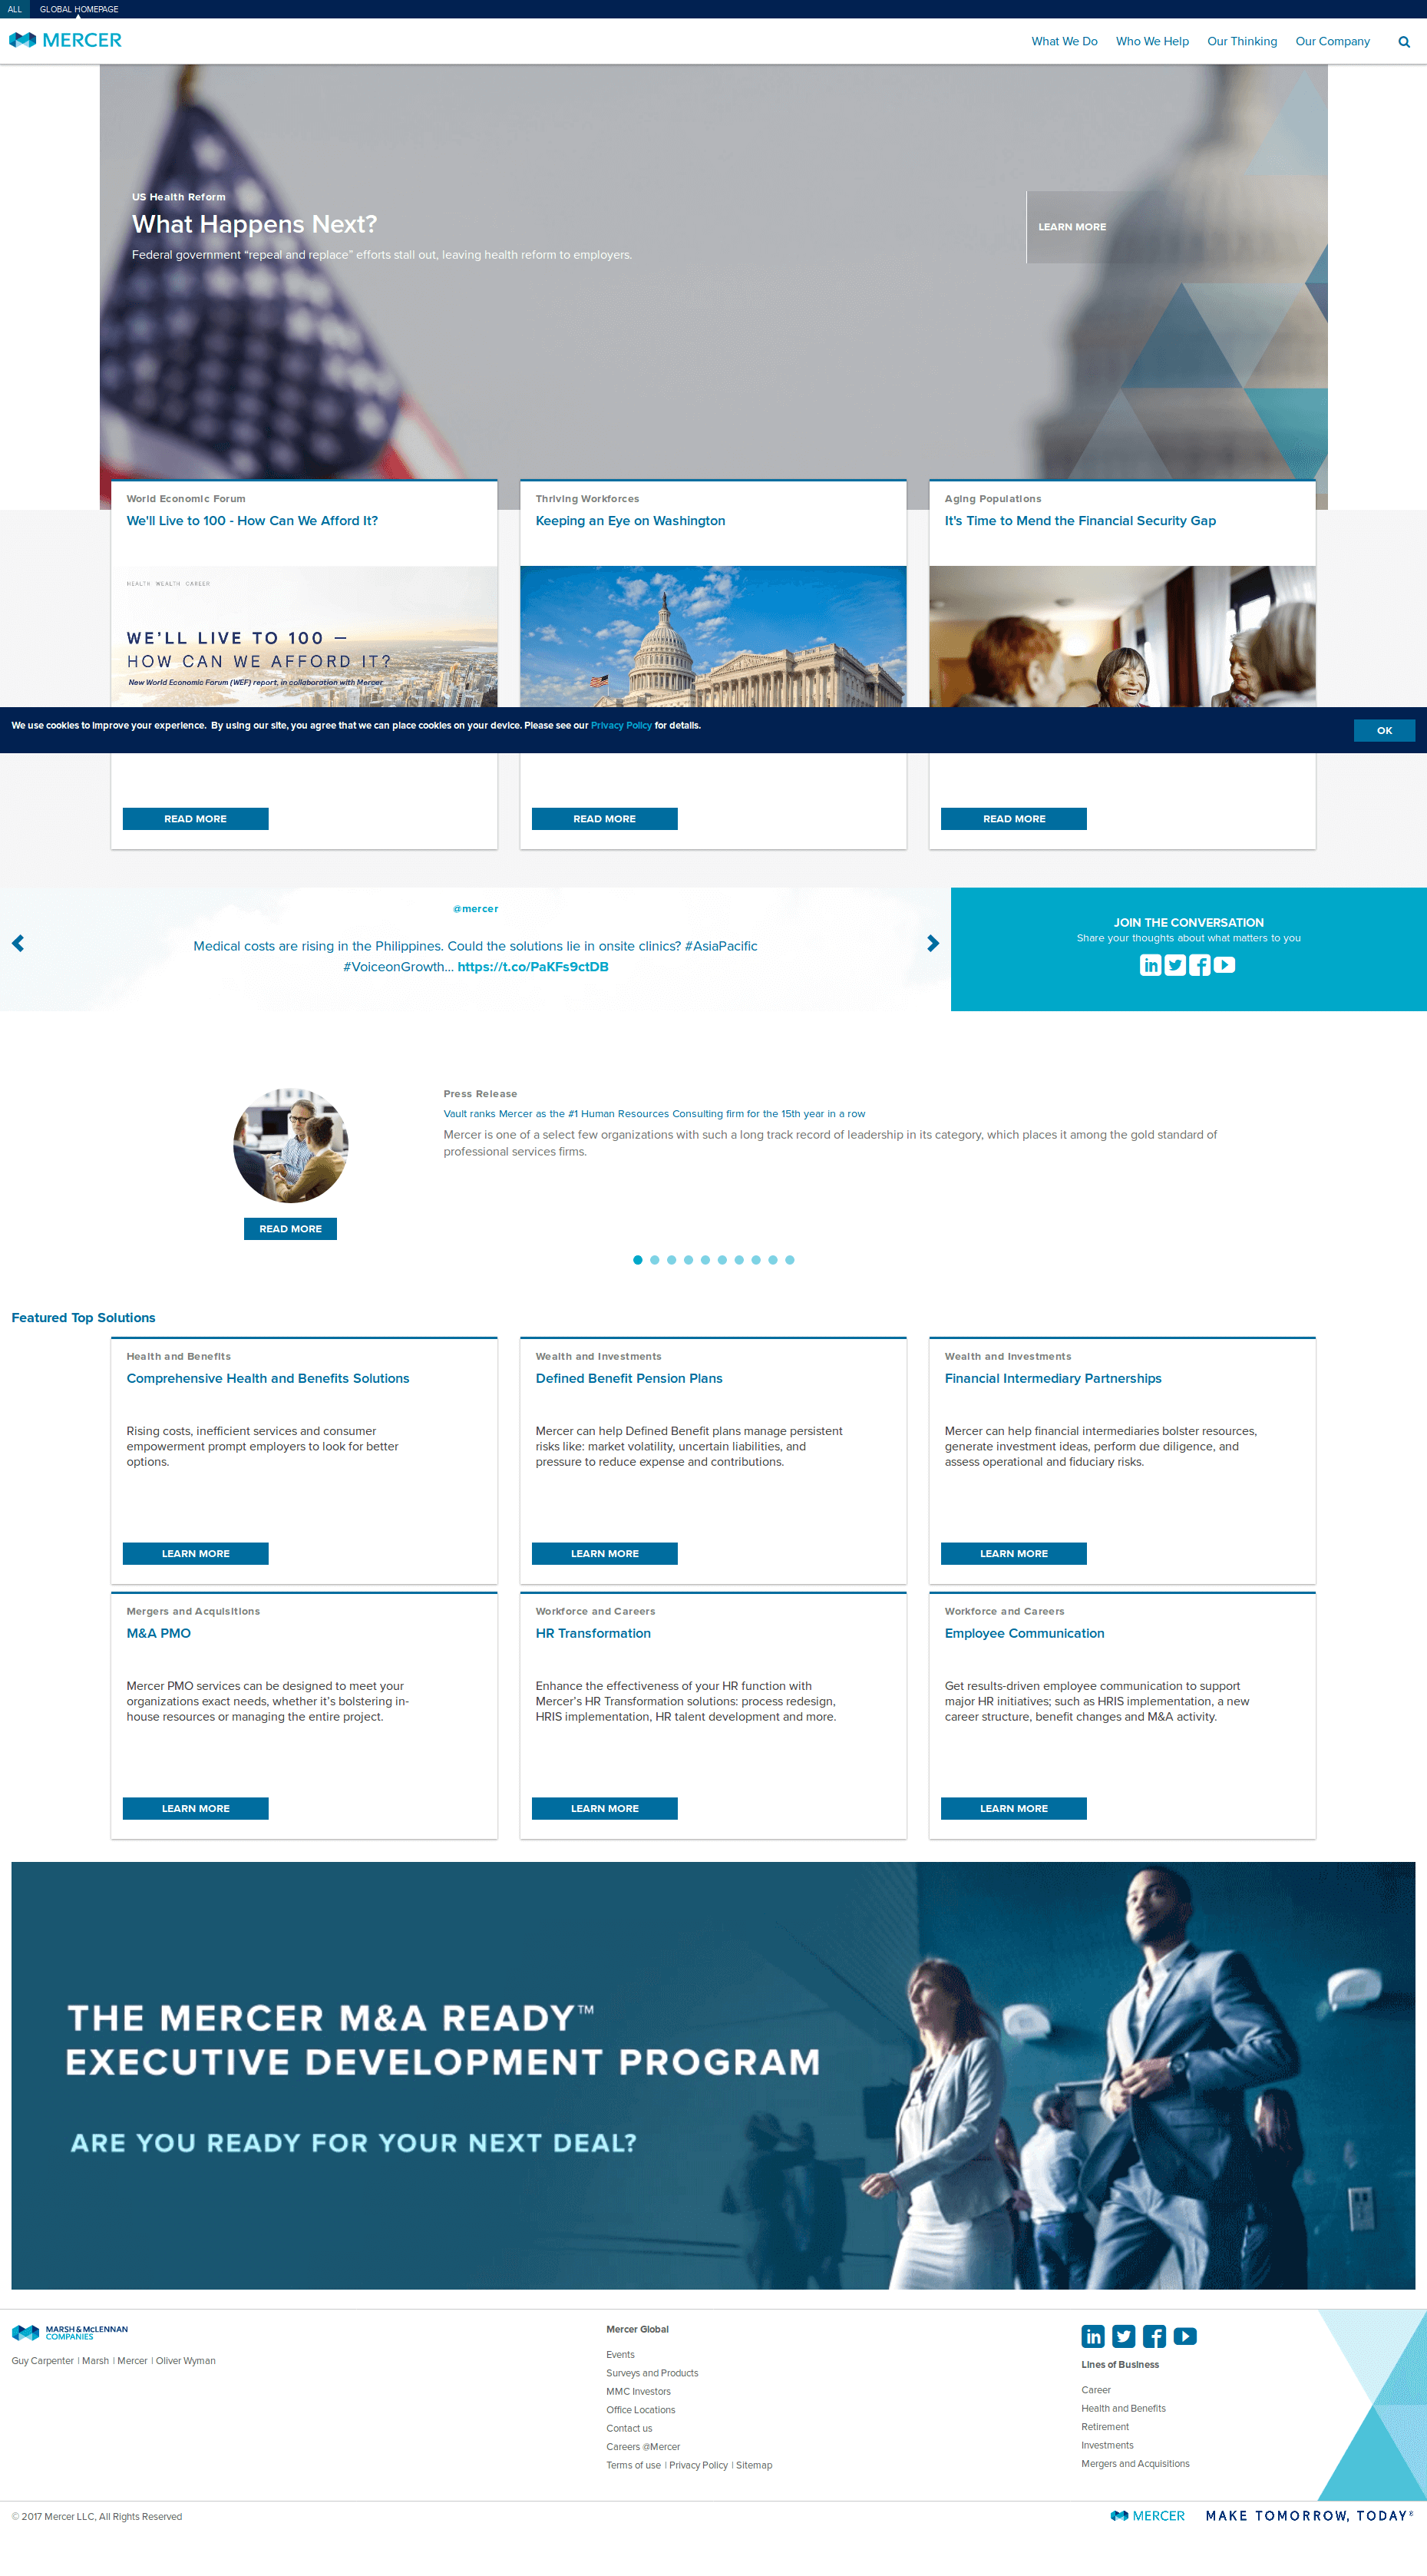 ALL GLOBAL HOMEPAGE
MERCER What We Do Who We Help Our Thinking Our Company
US Health Reform
What Happens Next?
LEARN MORE
Federal government “repeal and replace” efforts stall out, leaving health reform to employers.
World Economic Forum
We'll Live to 100 - How Can We Afford It?
HEALTH WEALTH CAREER
WE'LL LIVE TO 100 –
HOW CAN WE AFFORD IT?
New World Economic Forum (WEF) report, in collaboration with Mercer
Thriving Workforces
Keeping an Eye on Washington
Aging Populations
It's Time to Mend the Financial Security Gap
We use cookies to improve your experience. By using our site, you agree that we can place cookies on your device. Please see our Privacy Policy for details.
OK
READ MORE
READ MORE
READ MORE
@mercer
Medical costs are rising in the Philippines. Could the solutions lie in onsite clinics? #AsiaPacific
#VoiceonGrowth... https://t.co/PaKFs9ctDB
JOIN THE CONVERSATION
Share your thoughts about what matters to you
Press Release
Vault ranks Mercer as the #1 Human Resources Consulting firm for the 15th year in a row
Mercer is one of a select few organizations with such a long track record of leadership in its category, which places it among the gold standard of
professional services firms.
READ MORE
Featured Top Solutions
Health and Benefits
Comprehensive Health and Benefits Solutions
Rising costs, inefficient services and consumer
empowerment prompt employers to look for better
options.
LEARN MORE
Wealth and Investments
Defined Benefit Pension Plans
Mercer can help Defined Benefit plans manage persistent
risks like: market volatility, uncertain liabilities, and
pressure to reduce expense and contributions.
LEARN MORE
Wealth and Investments
Financial Intermediary Partnerships
Mercer can help financial intermediaries bolster resources,
generate investment ideas, perform due diligence, and
assess operational and fiduciary risks.
LEARN MORE
Mergers and Acquisitions
M&A PMO
Mercer PMO services can be designed to meet your
organizations exact needs, whether it’s bolstering in-
house resources or managing the entire project.
LEARN MORE
Workforce and Careers
HR Transformation
Enhance the effectiveness of your HR function with
Mercer’s HR Transformation solutions: process redesign,
HRIS implementation, HR talent development and more.
LEARN MORE
Workforce and Careers
Employee Communication
Get results-driven employee communication to support
major HR initiatives; such as HRIS implementation, a new
career structure, benefit changes and M&A activity.
LEARN MORE
THE MERCER M&A READY™
EXECUTIVE DEVELOPMENT PROGRAM
ARE YOU READY FOR YOUR NEXT DEAL?
MARSH & McLENNAN
COMPANIES
Guy Carpenter | Marsh | Mercer | Oliver Wyman
Mercer Global
Events
Surveys and Products
MMC Investors
Office Locations
Contact us
Careers @Mercer
Terms of use | Privacy Policy | Sitemap
Lines of Business
Career
Health and Benefits
Retirement
Investments
Mergers and Acquisitions
© 2017 Mercer LLC, All Rights Reserved
MERCER MAKE TOMORROW, TODAY®